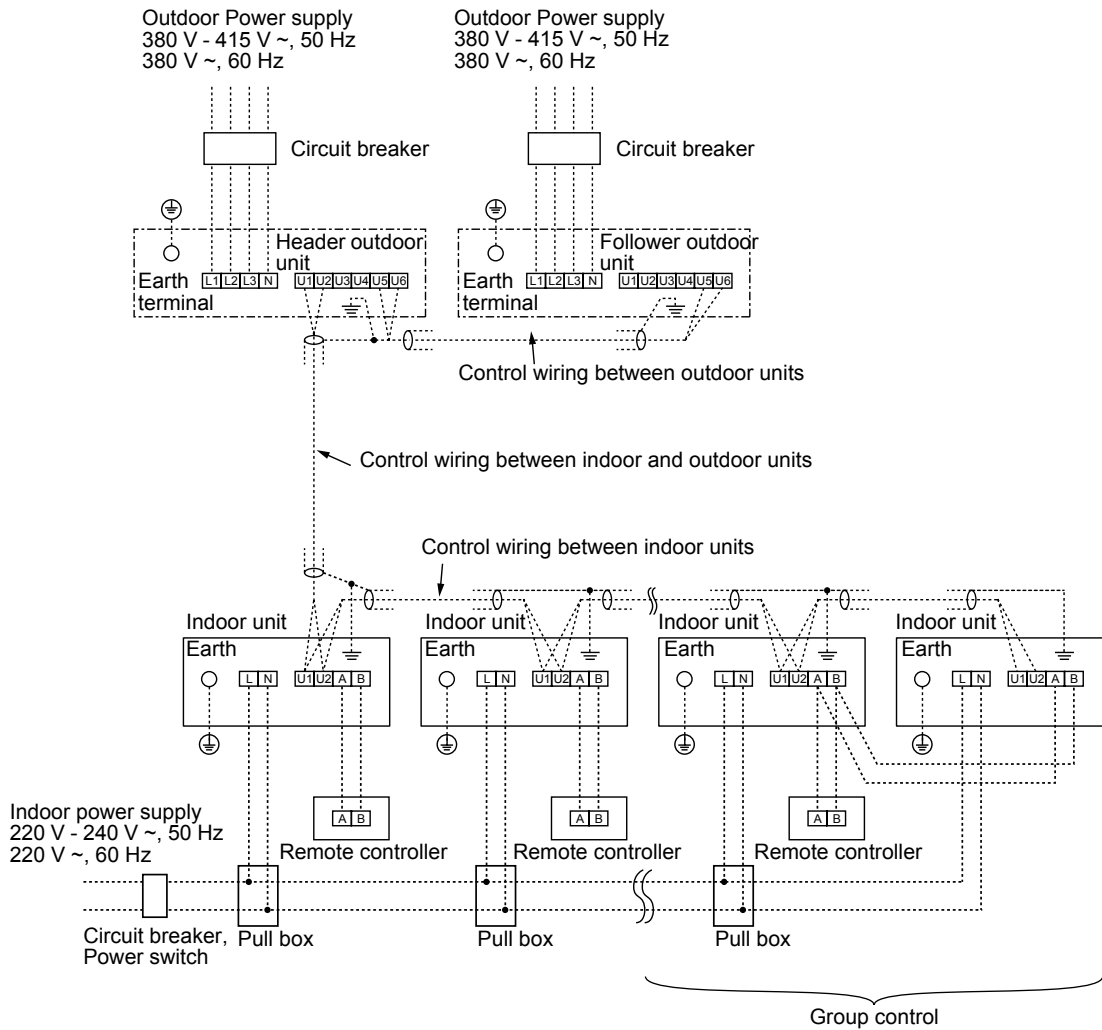 Outdoor Power supply
380 V - 415 V ~, 50 Hz
380 V ~, 60 Hz
Outdoor Power supply
380 V - 415 V ~, 50 Hz
380 V ~, 60 Hz
Circuit breaker
Circuit breaker
Header outdoor
unit
Earth
terminal
L1 L2 L3 N
U1 U2 U3 U4 U5 U6
Follower outdoor
unit
Earth
terminal
L1 L2 L3 N
U1 U2 U3 U4 U5 U6
Control wiring between outdoor units
Control wiring between indoor and outdoor units
Control wiring between indoor units
Indoor unit
Earth
L N
U1 U2 A B
Indoor unit
Earth
L N
U1 U2 A B
Indoor unit
Earth
L N
U1 U2 A B
Indoor unit
Earth
L N
U1 U2 A B
A B
Remote controller
A B
Remote controller
A B
Remote controller
Indoor power supply
220 V - 240 V ~, 50 Hz
220 V ~, 60 Hz
Circuit breaker,
Power switch
Pull box
Pull box
Pull box
Group control